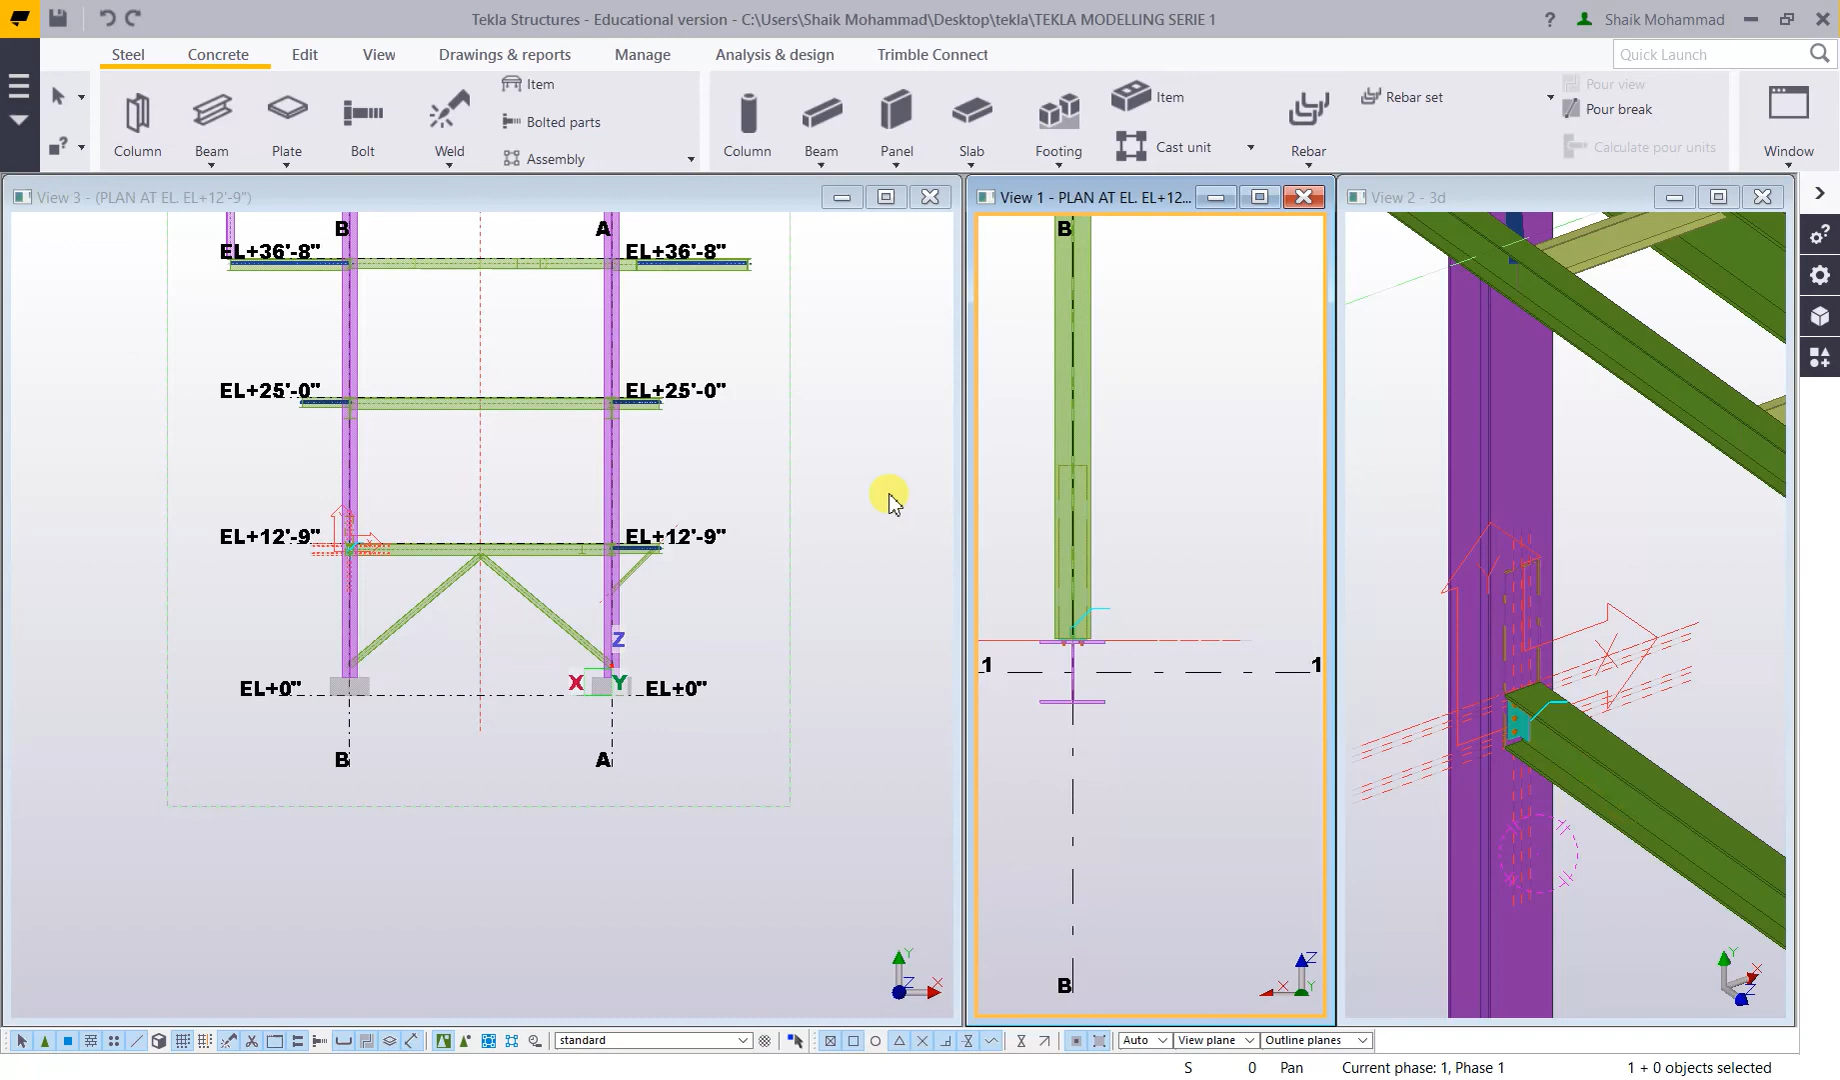 Tekla Structures - Educational version - C:\Users\Shaik Mohammad\Desktop\tekla\TEKLA MODELLING SERIE 1
? Shaik Mohammad
Steel Concrete Edit View Drawings & reports Manage Analysis & design Trimble Connect
Quick Launch
Column Beam Plate Bolt Weld
Item
Bolted parts
Assembly
Column Beam Panel Slab Footing
Item
Cast unit
Rebar
Rebar set
Pour view
Pour break
Calculate pour units
Window
View 3 - (PLAN AT EL. EL+12'-9")
B A
EL+36'-8" EL+36'-8"
EL+25'-0" EL+25'-0"
EL+12'-9" EL+12'-9"
Z
X Y
EL+0" EL+0"
B A
Y
Z X
View 1 - PLAN AT EL. EL+12...
B
1 1
B
Z
X Y
View 2 - 3d
Y
X
Y
X
Z
standard
Auto View plane Outline planes
S 0 Pan Current phase: 1, Phase 1 1 + 0 objects selected